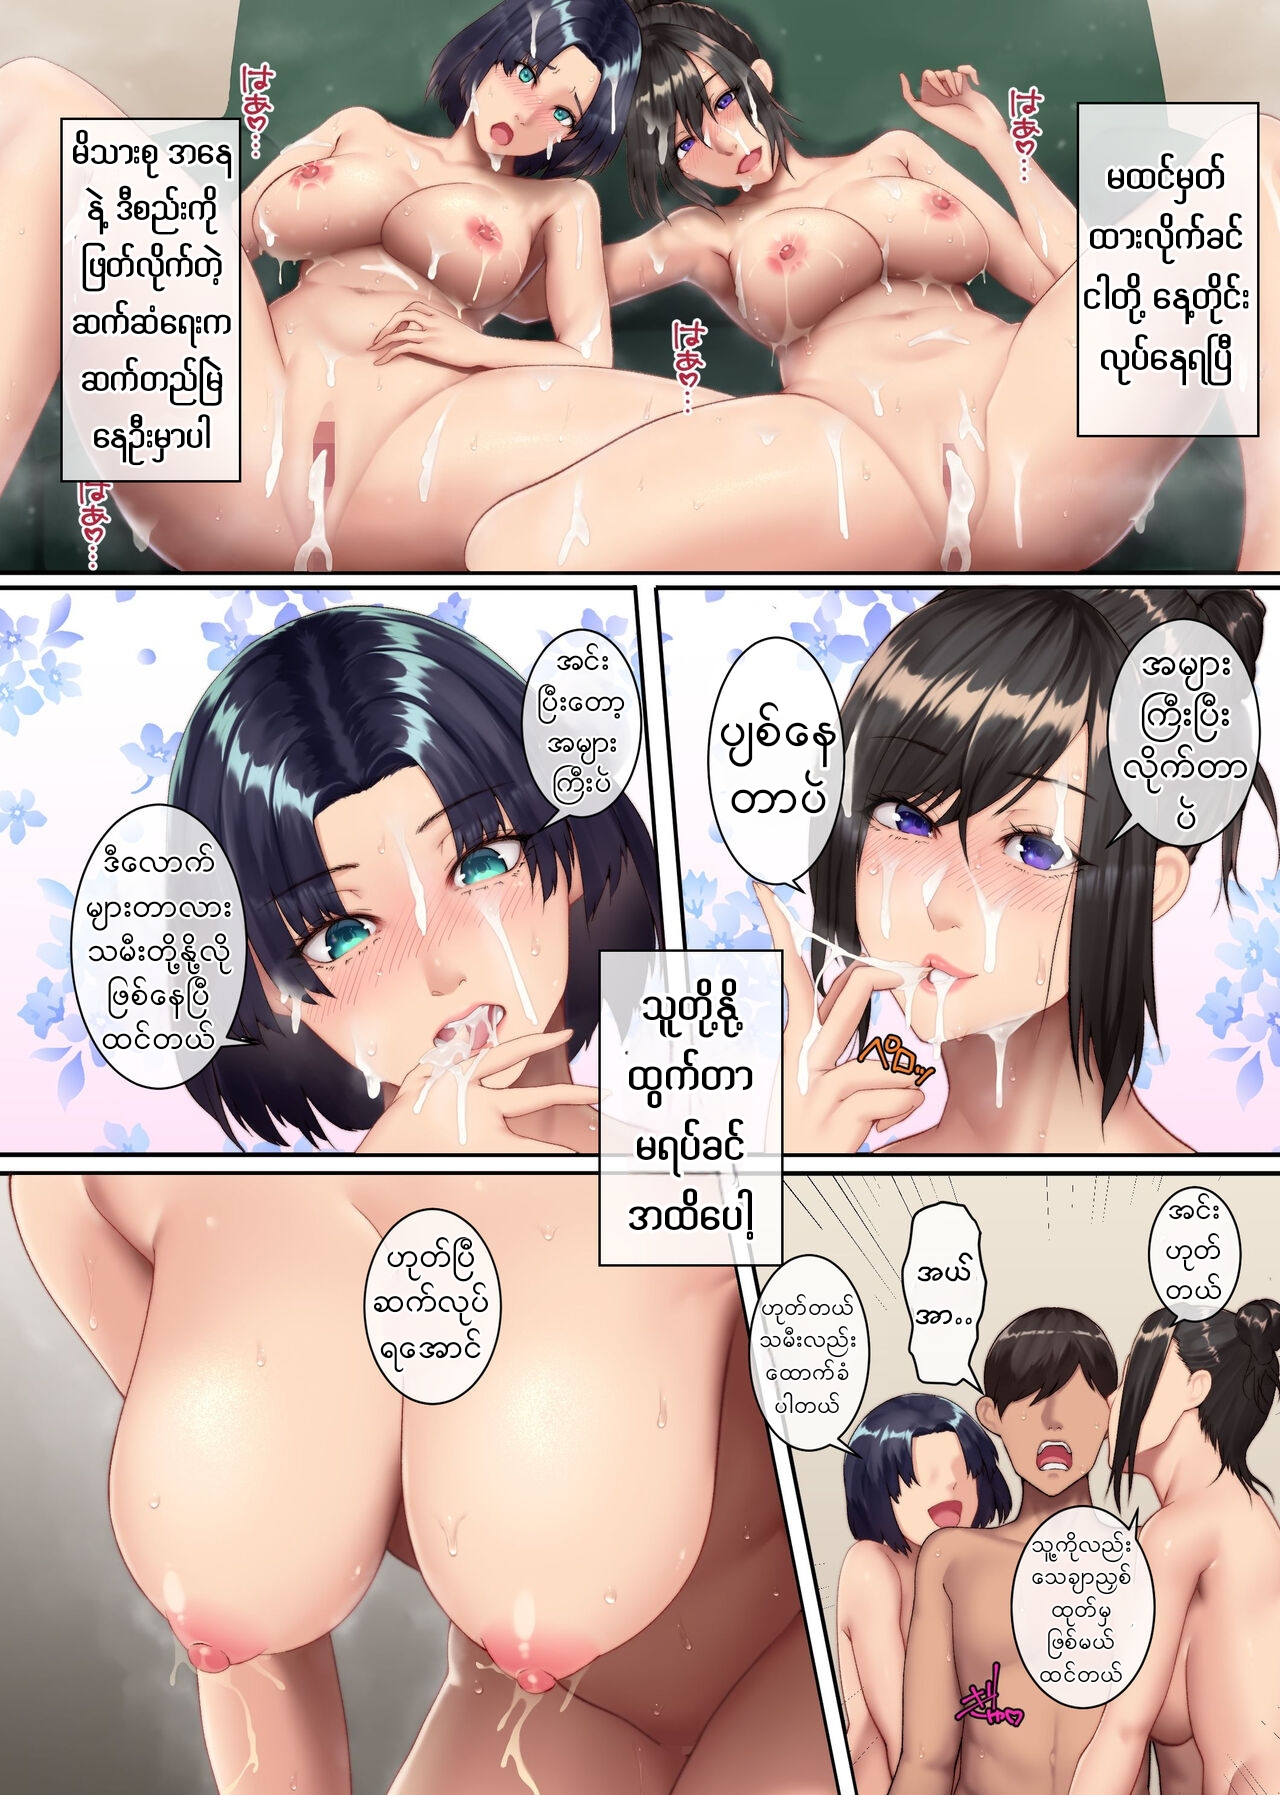 မထင်မှတ်
ထားလိုက်ခင်
ငါတို့ နေ့တိုင်း
လုပ်နေရပြီ
မိသားစု အနေ
နဲ့ ဒီစည်းကို
ဖြတ်လိုက်တဲ့
ဆက်ဆံရေးက
ဆက်တည်မြဲ
နေဦးမှာပါ
はぁ♡…
はぁ♡…
はぁ♡…
はぁ♡…
အများ
ကြီးပြီး
လိုက်တာ
ပဲ
ပျစ်နေ
တာပဲ
ペロッ
အင်း
ပြီးတော့
အများ
ကြီးပဲ
ဒီလောက်
များတာလား
သမီးတို့နို့လို
ဖြစ်နေပြီ
ထင်တယ်
သူတို့နို့
ထွက်တာ
မရပ်ခင်
အထိပေါ့
အင်း
ဟုတ်
တယ်
အယ်
အာ..
ဟုတ်တယ်
သမီးလည်း
ထောက်ခံ
ပါတယ်
သူ့ကိုလည်း
သေချာညှစ်
ထုတ်မှ
ဖြစ်မယ်
ထင်တယ်
ぎゅ♡
ဟုတ်ပြီ
ဆက်လုပ်
ရအောင်